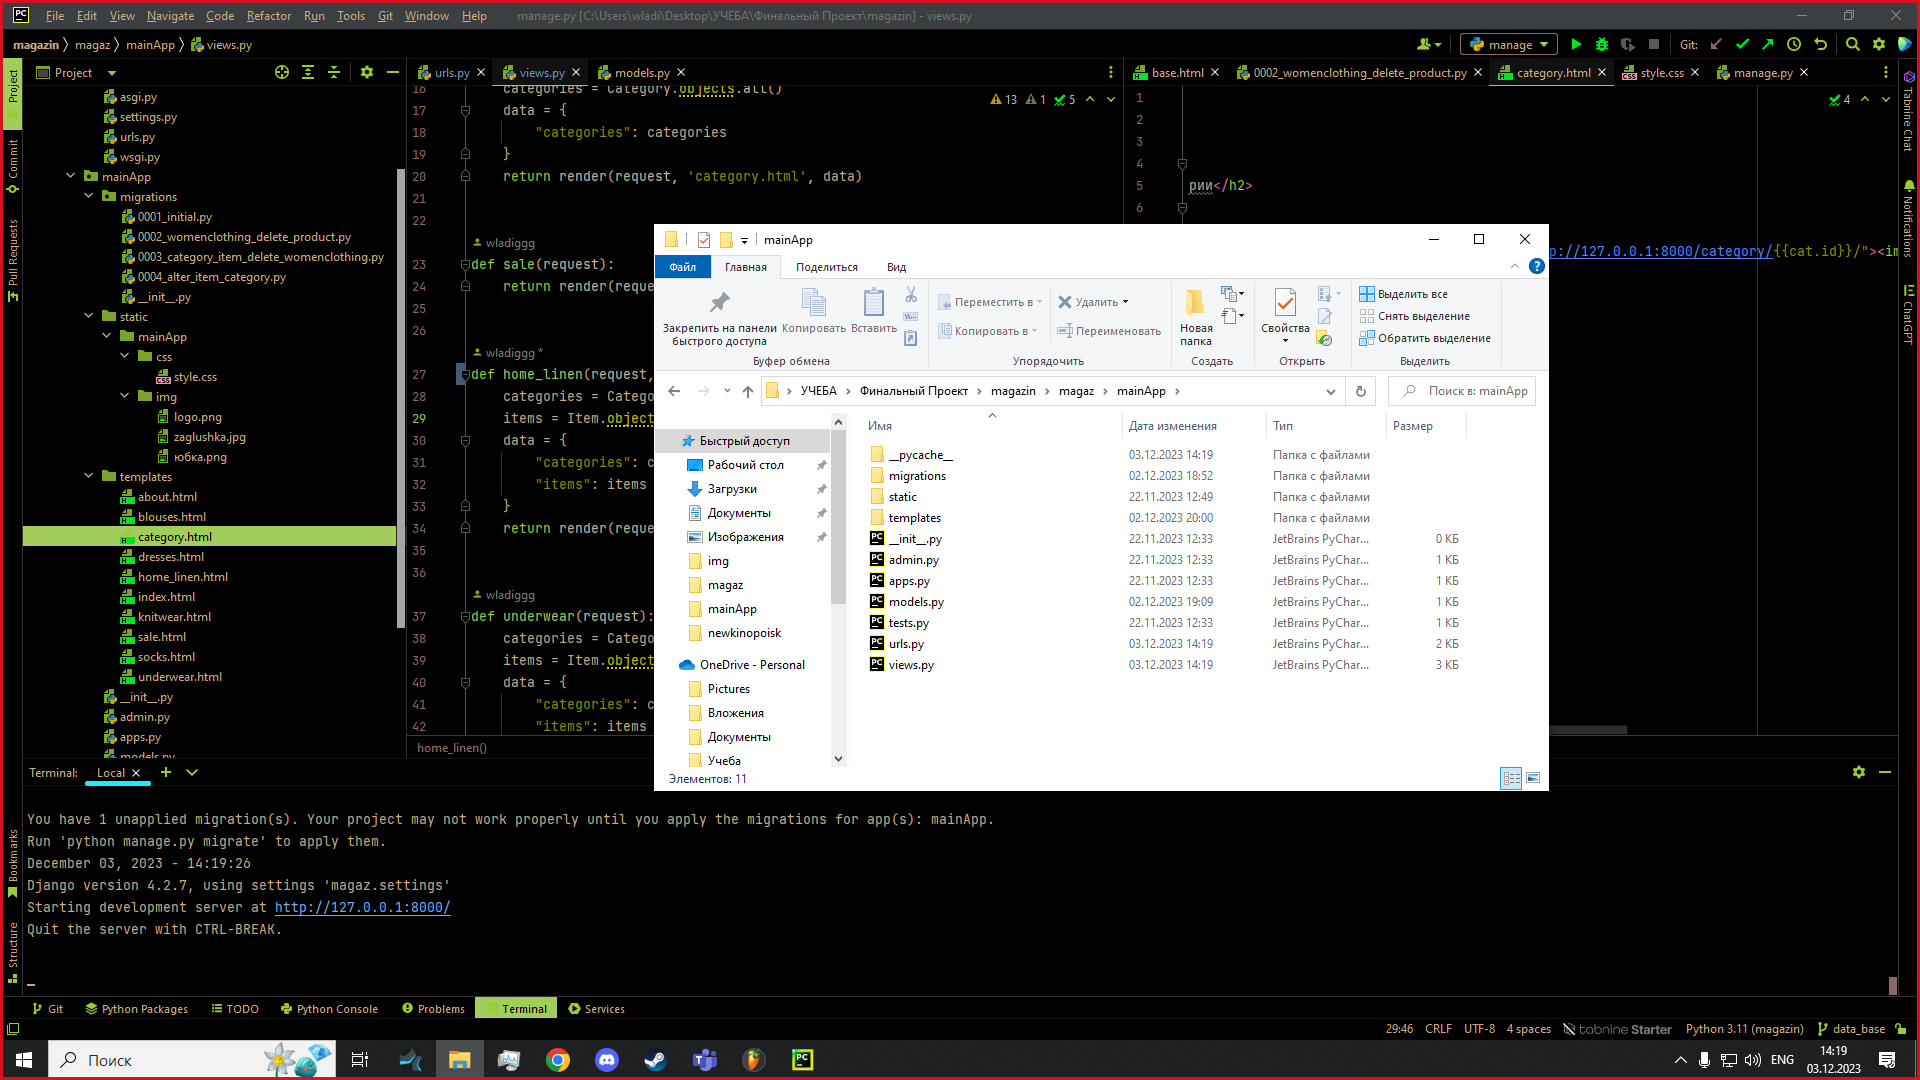 File Edit View Navigate Code Refactor Run Tools Git Window Help manage.py [C:\Users\wladi\Desktop\УЧЕБА\Финальный Проект\magazin] - views.py
magazin magaz mainApp views.py
manage Git:
Project
urls.py views.py models.py
base.html 0002_womenclothing_delete_product.py category.html style.css manage.py
asgi.py
settings.py
urls.py
wsgi.py
mainApp
migrations
0001_initial.py
0002_womenclothing_delete_product.py
0003_category_item_delete_womenclothing.py
0004_alter_item_category.py
__init__.py
static
mainApp
css
style.css
img
logo.png
zaglushka.jpg
юбка.png
templates
about.html
blouses.html
category.html
dresses.html
home_linen.html
index.html
knitwear.html
sale.html
socks.html
underwear.html
__init__.py
admin.py
apps.py
models.py
Project
Commit
Pull Requests
Bookmarks
Structure
13 1 5
16 categories = Category.objects.all()
17 data = {
18 "categories": categories
19 }
20 return render(request, 'category.html', data)
21
22
wladiggg
23 def sale(request):
24 return render(reque
25
26
wladiggg *
27 def home_linen(request,
28 categories = Catego
29 items = Item.object
30 data = {
31 "categories": c
32 "items": items
33 }
34 return render(reque
35
36
wladiggg
37 def underwear(request):
38 categories = Catego
39 items = Item.object
40 data = {
41 "categories": c
42 "items": items
home_linen()
4
1
2
3
4
5 рии</h2>
6
p://127.0.0.1:8000/category/{{cat.id}}/"><im
Tabnine Chat
Notifications
ChatGPT
mainApp
Файл Главная Поделиться Вид
Закрепить на панели быстрого доступа
Копировать
Вставить
Буфер обмена
Переместить в
Копировать в
Удалить
Переименовать
Упорядочить
Новая папка
Создать
Свойства
Открыть
Выделить все
Снять выделение
Обратить выделение
Выделить
УЧЕБА Финальный Проект magazin magaz mainApp
Поиск в: mainApp
Быстрый доступ
Рабочий стол
Загрузки
Документы
Изображения
img
magaz
mainApp
newkinopoisk
OneDrive - Personal
Pictures
Вложения
Документы
Учеба
Имя Дата изменения Тип Размер
__pycache__ 03.12.2023 14:19 Папка с файлами
migrations 02.12.2023 18:52 Папка с файлами
static 22.11.2023 12:49 Папка с файлами
templates 02.12.2023 20:00 Папка с файлами
__init__.py 22.11.2023 12:33 JetBrains PyChar... 0 КБ
admin.py 22.11.2023 12:33 JetBrains PyChar... 1 КБ
apps.py 22.11.2023 12:33 JetBrains PyChar... 1 КБ
models.py 02.12.2023 19:09 JetBrains PyChar... 1 КБ
tests.py 22.11.2023 12:33 JetBrains PyChar... 1 КБ
urls.py 03.12.2023 14:19 JetBrains PyChar... 2 КБ
views.py 03.12.2023 14:19 JetBrains PyChar... 3 КБ
Элементов: 11
Terminal: Local
You have 1 unapplied migration(s). Your project may not work properly until you apply the migrations for app(s): mainApp.
Run 'python manage.py migrate' to apply them.
December 03, 2023 - 14:19:26
Django version 4.2.7, using settings 'magaz.settings'
Starting development server at http://127.0.0.1:8000/
Quit the server with CTRL-BREAK.
Git Python Packages TODO Python Console Problems Terminal Services
29:46 CRLF UTF-8 4 spaces tabnine Starter Python 3.11 (magazin) data_base
Поиск
ENG
14:19
03.12.2023